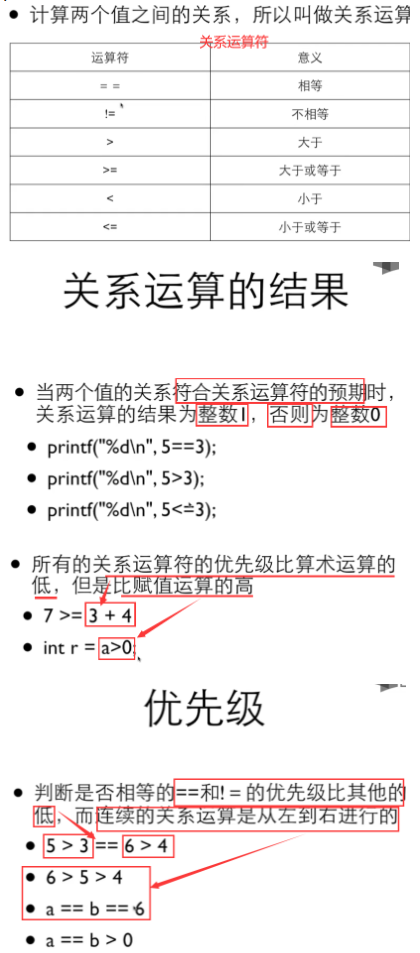 • 计算两个值之间的关系，所以叫做关系运算
关系运算符
运算符 意义
= = 相等
!= 不相等
> 大于
>= 大于或等于
< 小于
<= 小于或等于
关系运算的结果
• 当两个值的关系符合关系运算符的预期时，
关系运算的结果为整数1，否则为整数0
• printf("%d\n", 5==3);
• printf("%d\n", 5>3);
• printf("%d\n", 5<=3);
• 所有的关系运算符的优先级比算术运算的
低，但是比赋值运算的高
• 7 >= 3 + 4
• int r = a>0;
优先级
• 判断是否相等的==和!=的优先级比其他的
低，而连续的关系运算是从左到右进行的
• 5 > 3 == 6 > 4
• 6 > 5 > 4
• a == b == 6
• a == b > 0